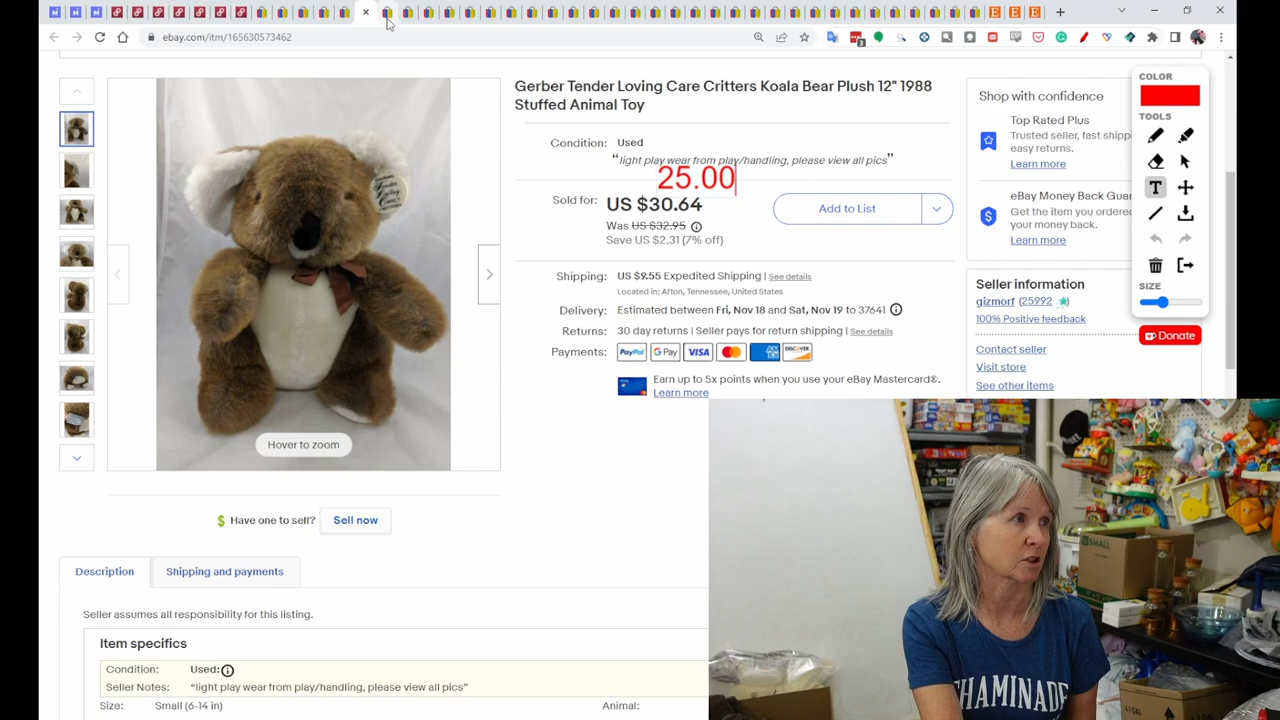 ebay.com/itm/165630573462
3
Gerber Tender Loving Care Critters Koala Bear Plush 12" 1988
Stuffed Animal Toy
Condition: Used
“light play wear from play/handling, please view all pics”
25.00
Sold for: US $30.64
Was US $32.95
Save US $2.31 (7% off)
Add to List
Shipping: US $9.55 Expedited Shipping | See details
Located in: Afton, Tennessee, United States
Delivery: Estimated between Fri, Nov 18 and Sat, Nov 19 to 37641
Returns: 30 day returns | Seller pays for return shipping | See details
Payments: PayPal G Pay VISA DISCOVER
Earn up to 5x points when you use your eBay Mastercard®.
Learn more
Hover to zoom
Have one to sell? Sell now
Shop with confidence
Top Rated Plus
Trusted seller, fast shipp
easy returns.
Learn more
eBay Money Back Guar
Get the item you ordere
your money back.
Learn more
Seller information
gizmorf (25992 )
100% Positive feedback
Contact seller
Visit store
See other items
COLOR
TOOLS
T
SIZE
Donate
Description
Shipping and payments
Seller assumes all responsibility for this listing.
Item specifics
Condition: Used:
Seller Notes: “light play wear from play/handling, please view all pics”
Size: Small (6-14 in)
Animal:
SMALL
CHAMINADE